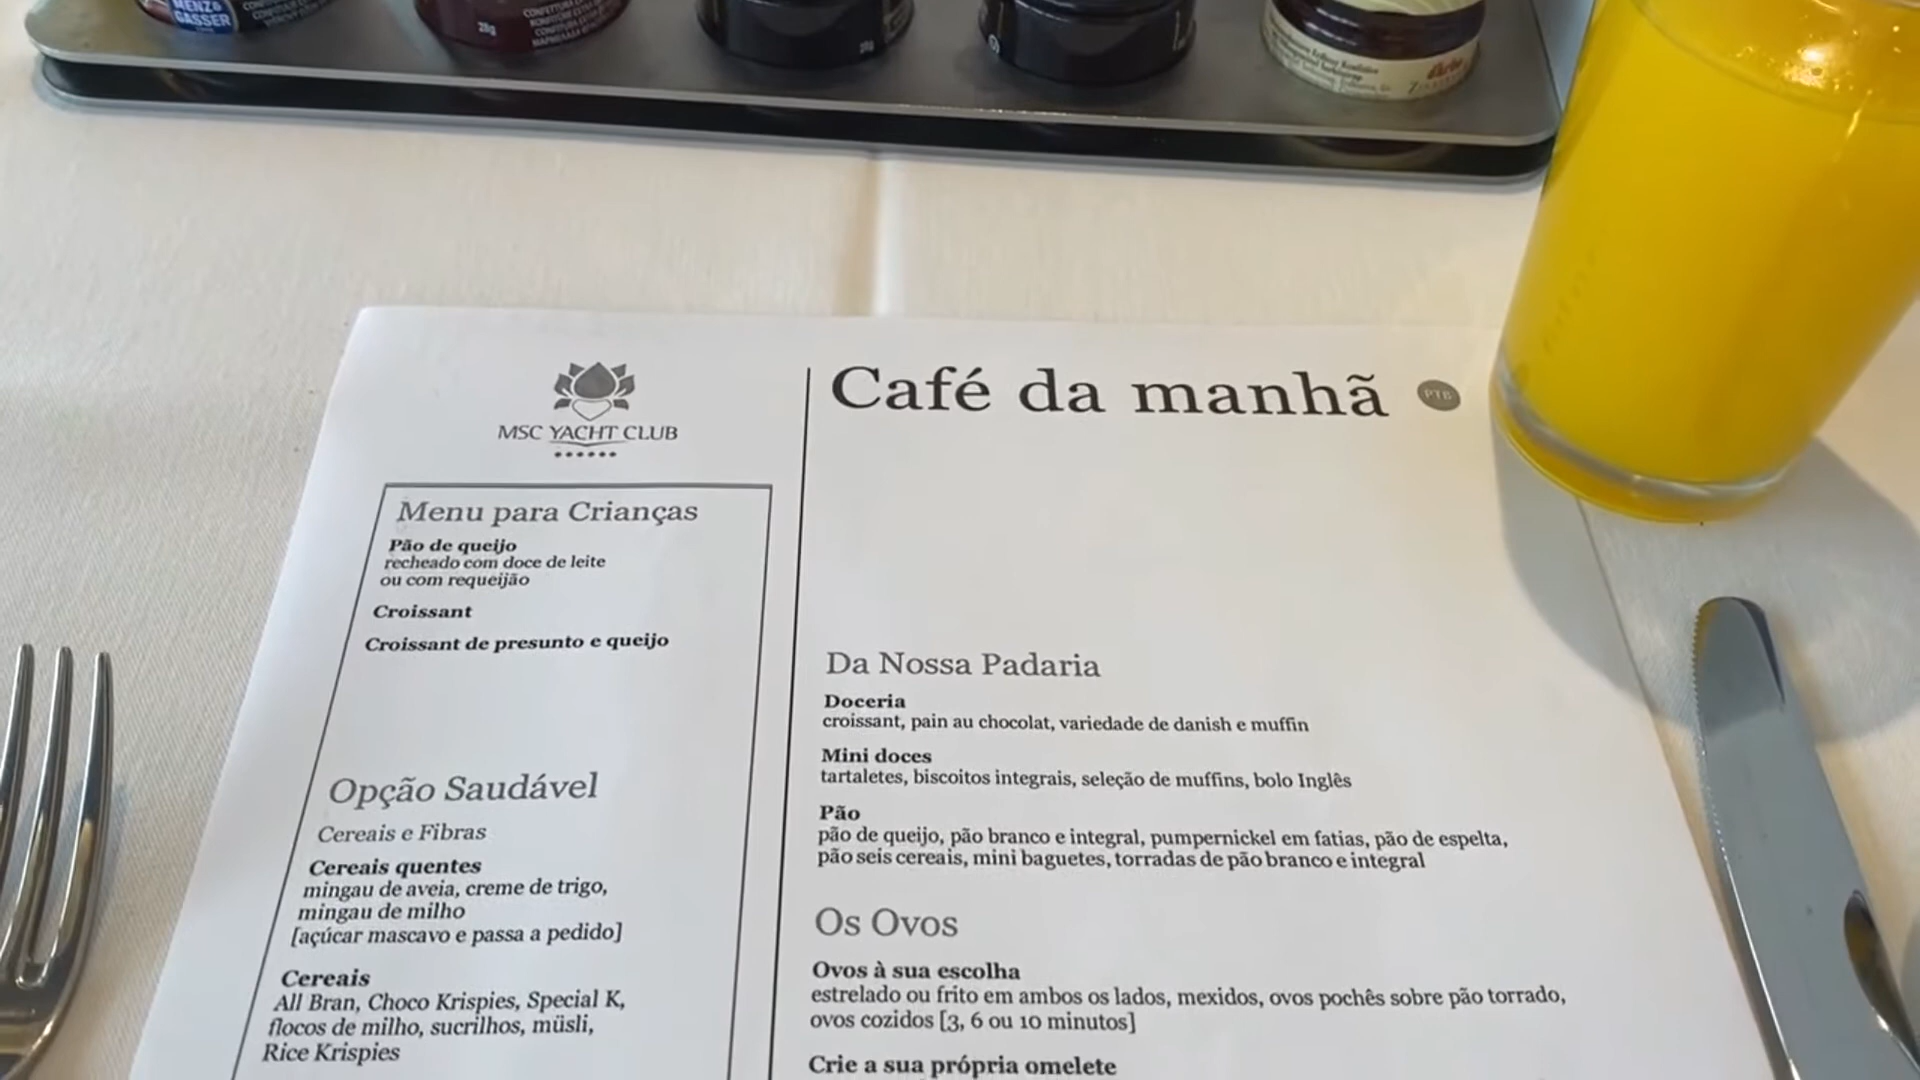 MENZ&
GASSER
28g
d'arbo
Café da manhã
PTB
MSC YACHT CLUB
Menu para Crianças
Pão de queijo
recheado com doce de leite
ou com requeijão
Croissant
Croissant de presunto e queijo
Opção Saudável
Cereais e Fibras
Cereais quentes
mingau de aveia, creme de trigo,
mingau de milho
[açúcar mascavo e passa a pedido]
Cereais
All Bran, Choco Krispies, Special K,
flocos de milho, sucrilhos, müsli,
Rice Krispies
Da Nossa Padaria
Doceria
croissant, pain au chocolat, variedade de danish e muffin
Mini doces
tartaletes, biscoitos integrais, seleção de muffins, bolo Inglês
Pão
pão de queijo, pão branco e integral, pumpernickel em fatias, pão de espelta,
pão seis cereais, mini baguetes, torradas de pão branco e integral
Os Ovos
Ovos à sua escolha
estrelado ou frito em ambos os lados, mexidos, ovos pochês sobre pão torrado,
ovos cozidos [3, 6 ou 10 minutos]
Crie a sua própria omelete